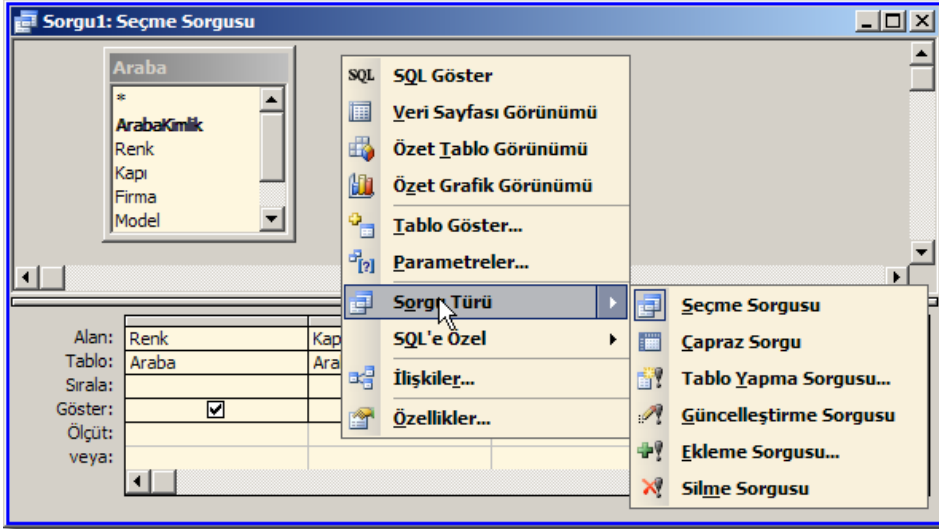 Sorgu1: Seçme Sorgusu
Araba
*
ArabaKimlik
Renk
Kapı
Firma
Model
SQL SQL Göster
Veri Sayfası Görünümü
Özet Tablo Görünümü
Özet Grafik Görünümü
Tablo Göster...
Parametreler...
Sorgu Türü
SQL'e Özel
İlişkiler...
Özellikler...
Seçme Sorgusu
Çapraz Sorgu
Tablo Yapma Sorgusu...
Güncelleştirme Sorgusu
Ekleme Sorgusu...
Silme Sorgusu
Alan: Renk Kap
Tablo: Araba Ara
Sırala:
Göster:
Ölçüt:
veya: